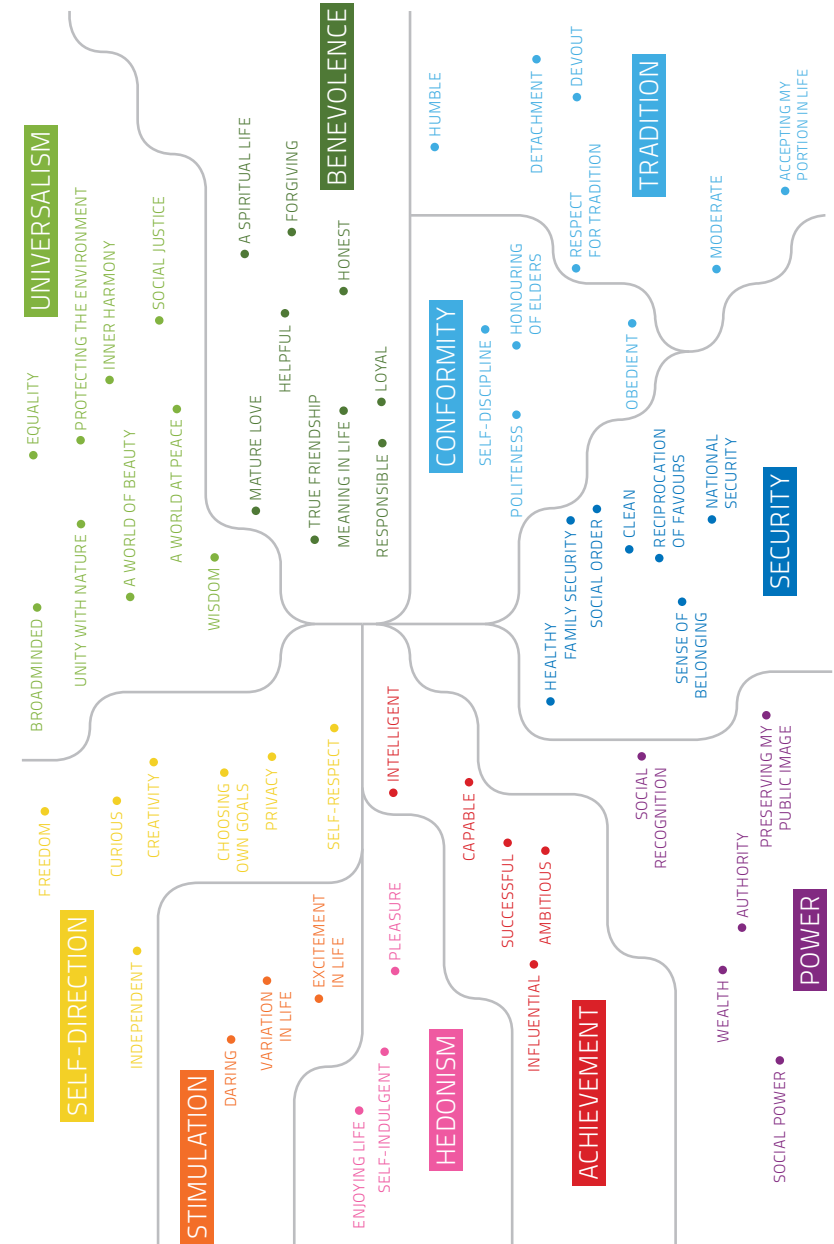 UNIVERSALISM
BROADMINDED
EQUALITY
UNITY WITH NATURE
PROTECTING THE ENVIRONMENT
INNER HARMONY
A WORLD OF BEAUTY
SOCIAL JUSTICE
A WORLD AT PEACE
WISDOM
BENEVOLENCE
A SPIRITUAL LIFE
MATURE LOVE
HELPFUL
FORGIVING
TRUE FRIENDSHIP
MEANING IN LIFE
HONEST
RESPONSIBLE
LOYAL
TRADITION
HUMBLE
DETACHMENT
DEVOUT
RESPECT
FOR TRADITION
MODERATE
ACCEPTING MY
PORTION IN LIFE
CONFORMITY
SELF-DISCIPLINE
POLITENESS
HONOURING
OF ELDERS
OBEDIENT
SECURITY
HEALTHY
FAMILY SECURITY
SOCIAL ORDER
CLEAN
RECIPROCATION
OF FAVOURS
SENSE OF
BELONGING
NATIONAL
SECURITY
POWER
SOCIAL
RECOGNITION
PRESERVING MY
PUBLIC IMAGE
AUTHORITY
WEALTH
SOCIAL POWER
ACHIEVEMENT
INTELLIGENT
CAPABLE
SUCCESSFUL
AMBITIOUS
INFLUENTIAL
HEDONISM
PLEASURE
ENJOYING LIFE
SELF-INDULGENT
STIMULATION
DARING
VARIATION
IN LIFE
EXCITEMENT
IN LIFE
SELF-DIRECTION
FREEDOM
CURIOUS
CREATIVITY
CHOOSING
OWN GOALS
PRIVACY
SELF-RESPECT
INDEPENDENT